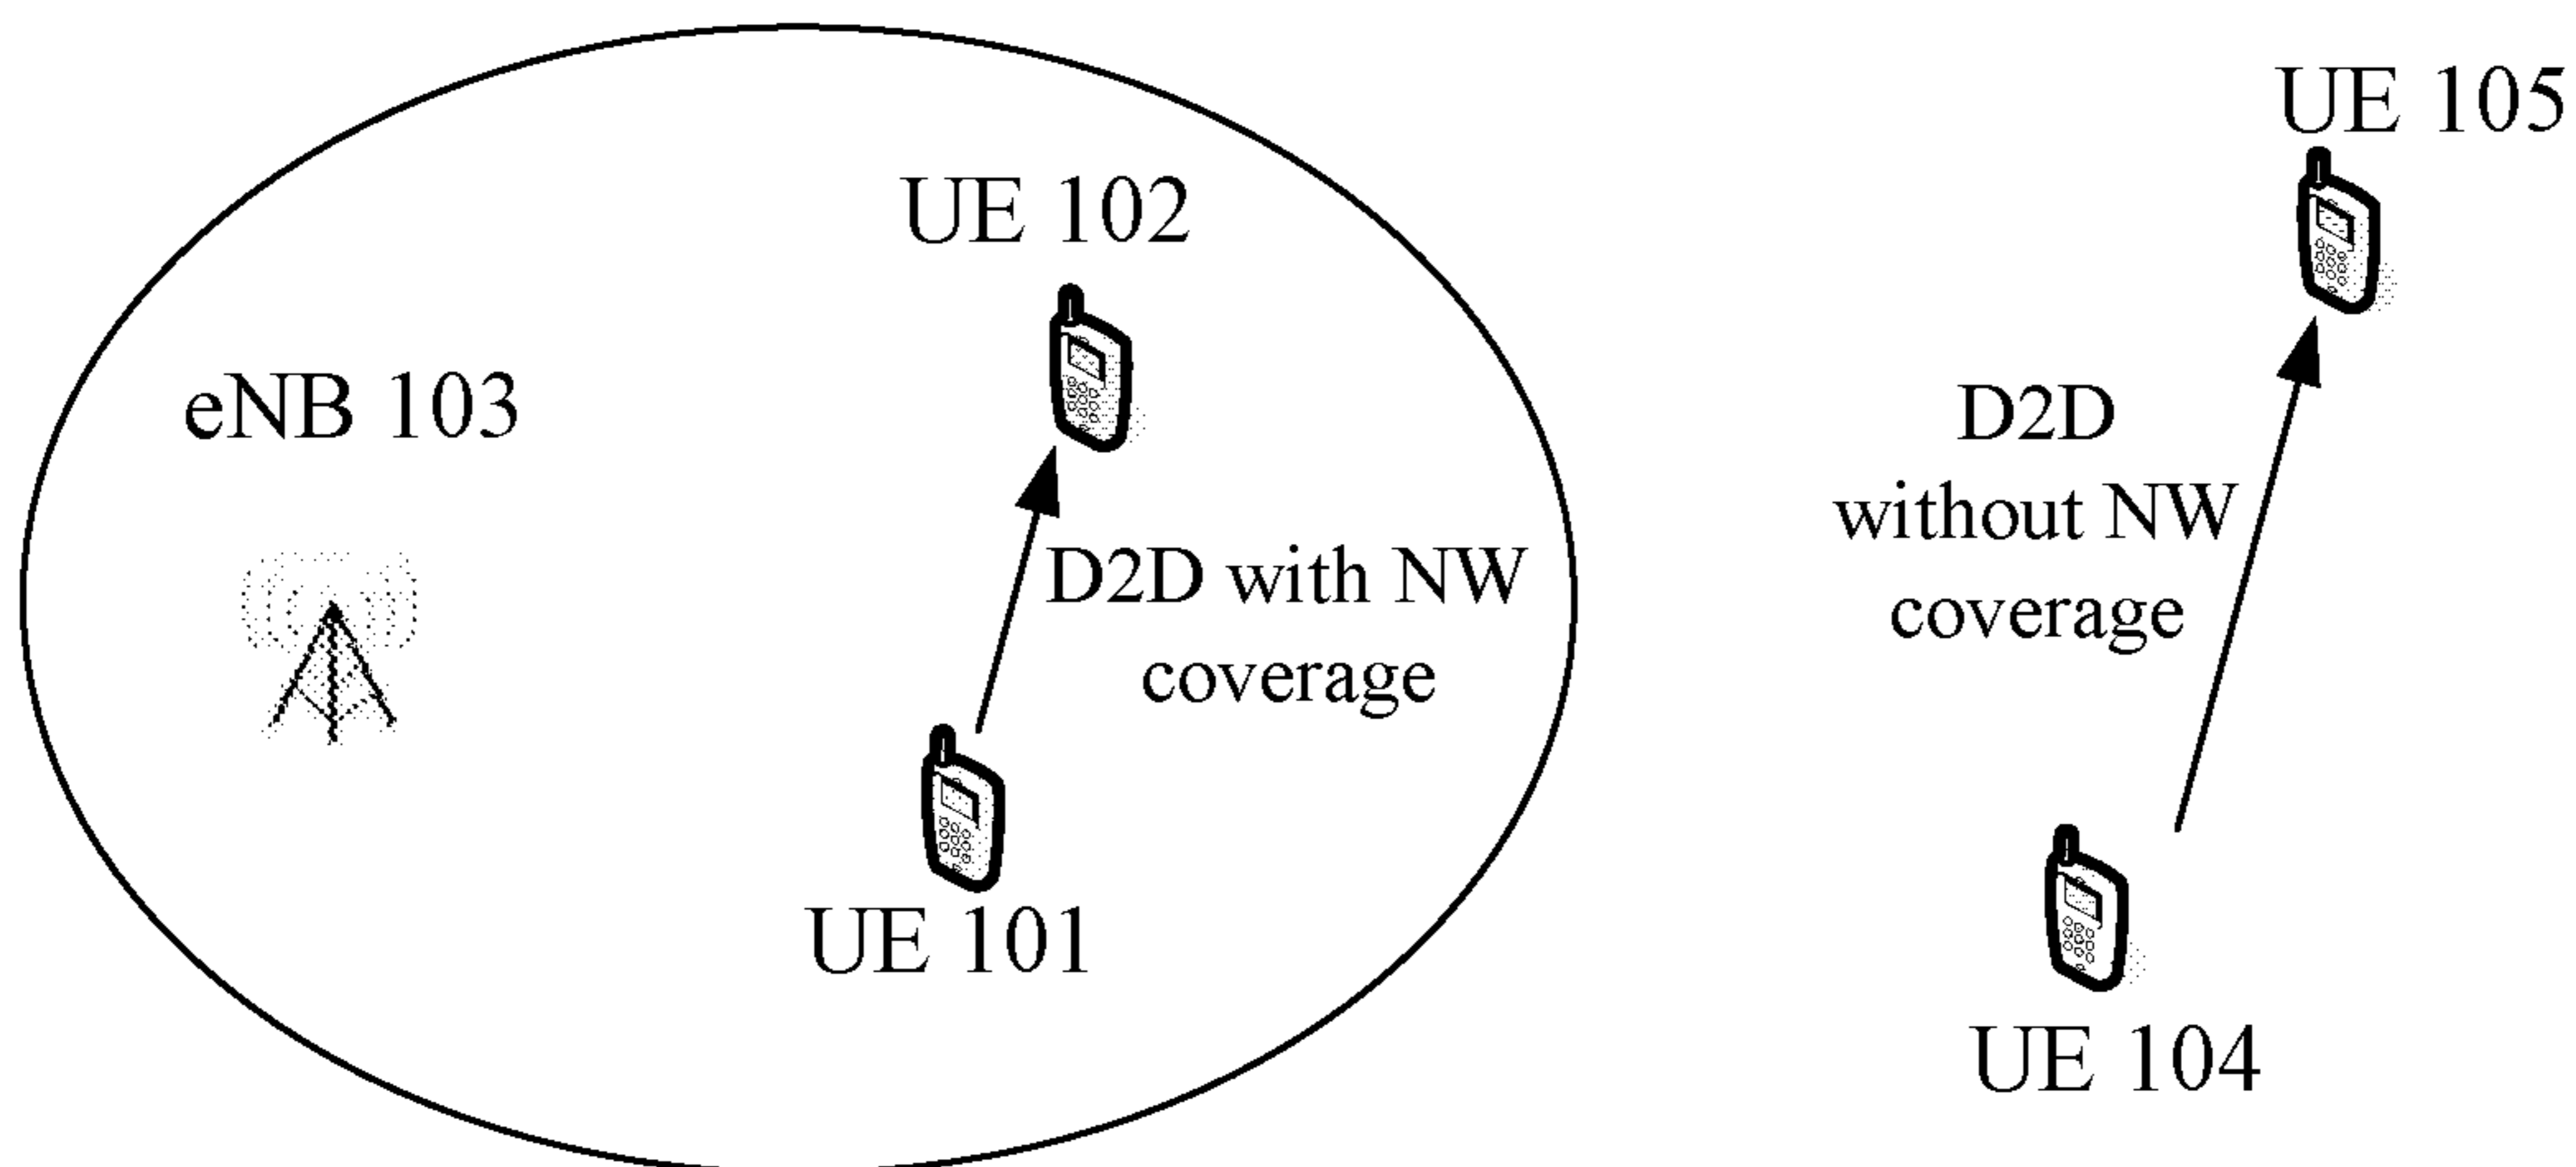 UE 105
UE 102
eNB 103
D2D
without NW
coverage
D2D with NW
coverage
UE 101
UE 104